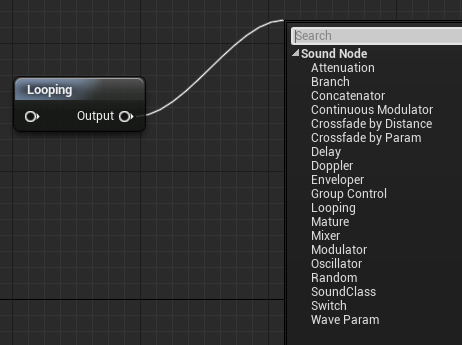 Search
Sound Node
Looping
Attenuation
Branch
Output
Concatenator
Continuous Modulator
Crossfade by Distance
Crossfade by Param
Delay
Doppler
Enveloper
Group Control
Looping
Mature
Mixer
Modulator
Oscillator
Random
SoundClass
Switch
Wave Param